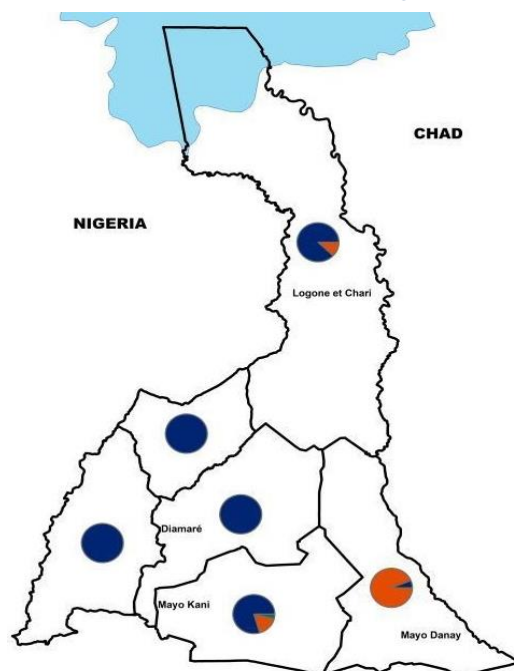 CHAD
NIGERIA
Logone et Chari
Diamaré
Mayo Kani
Mayo Danay